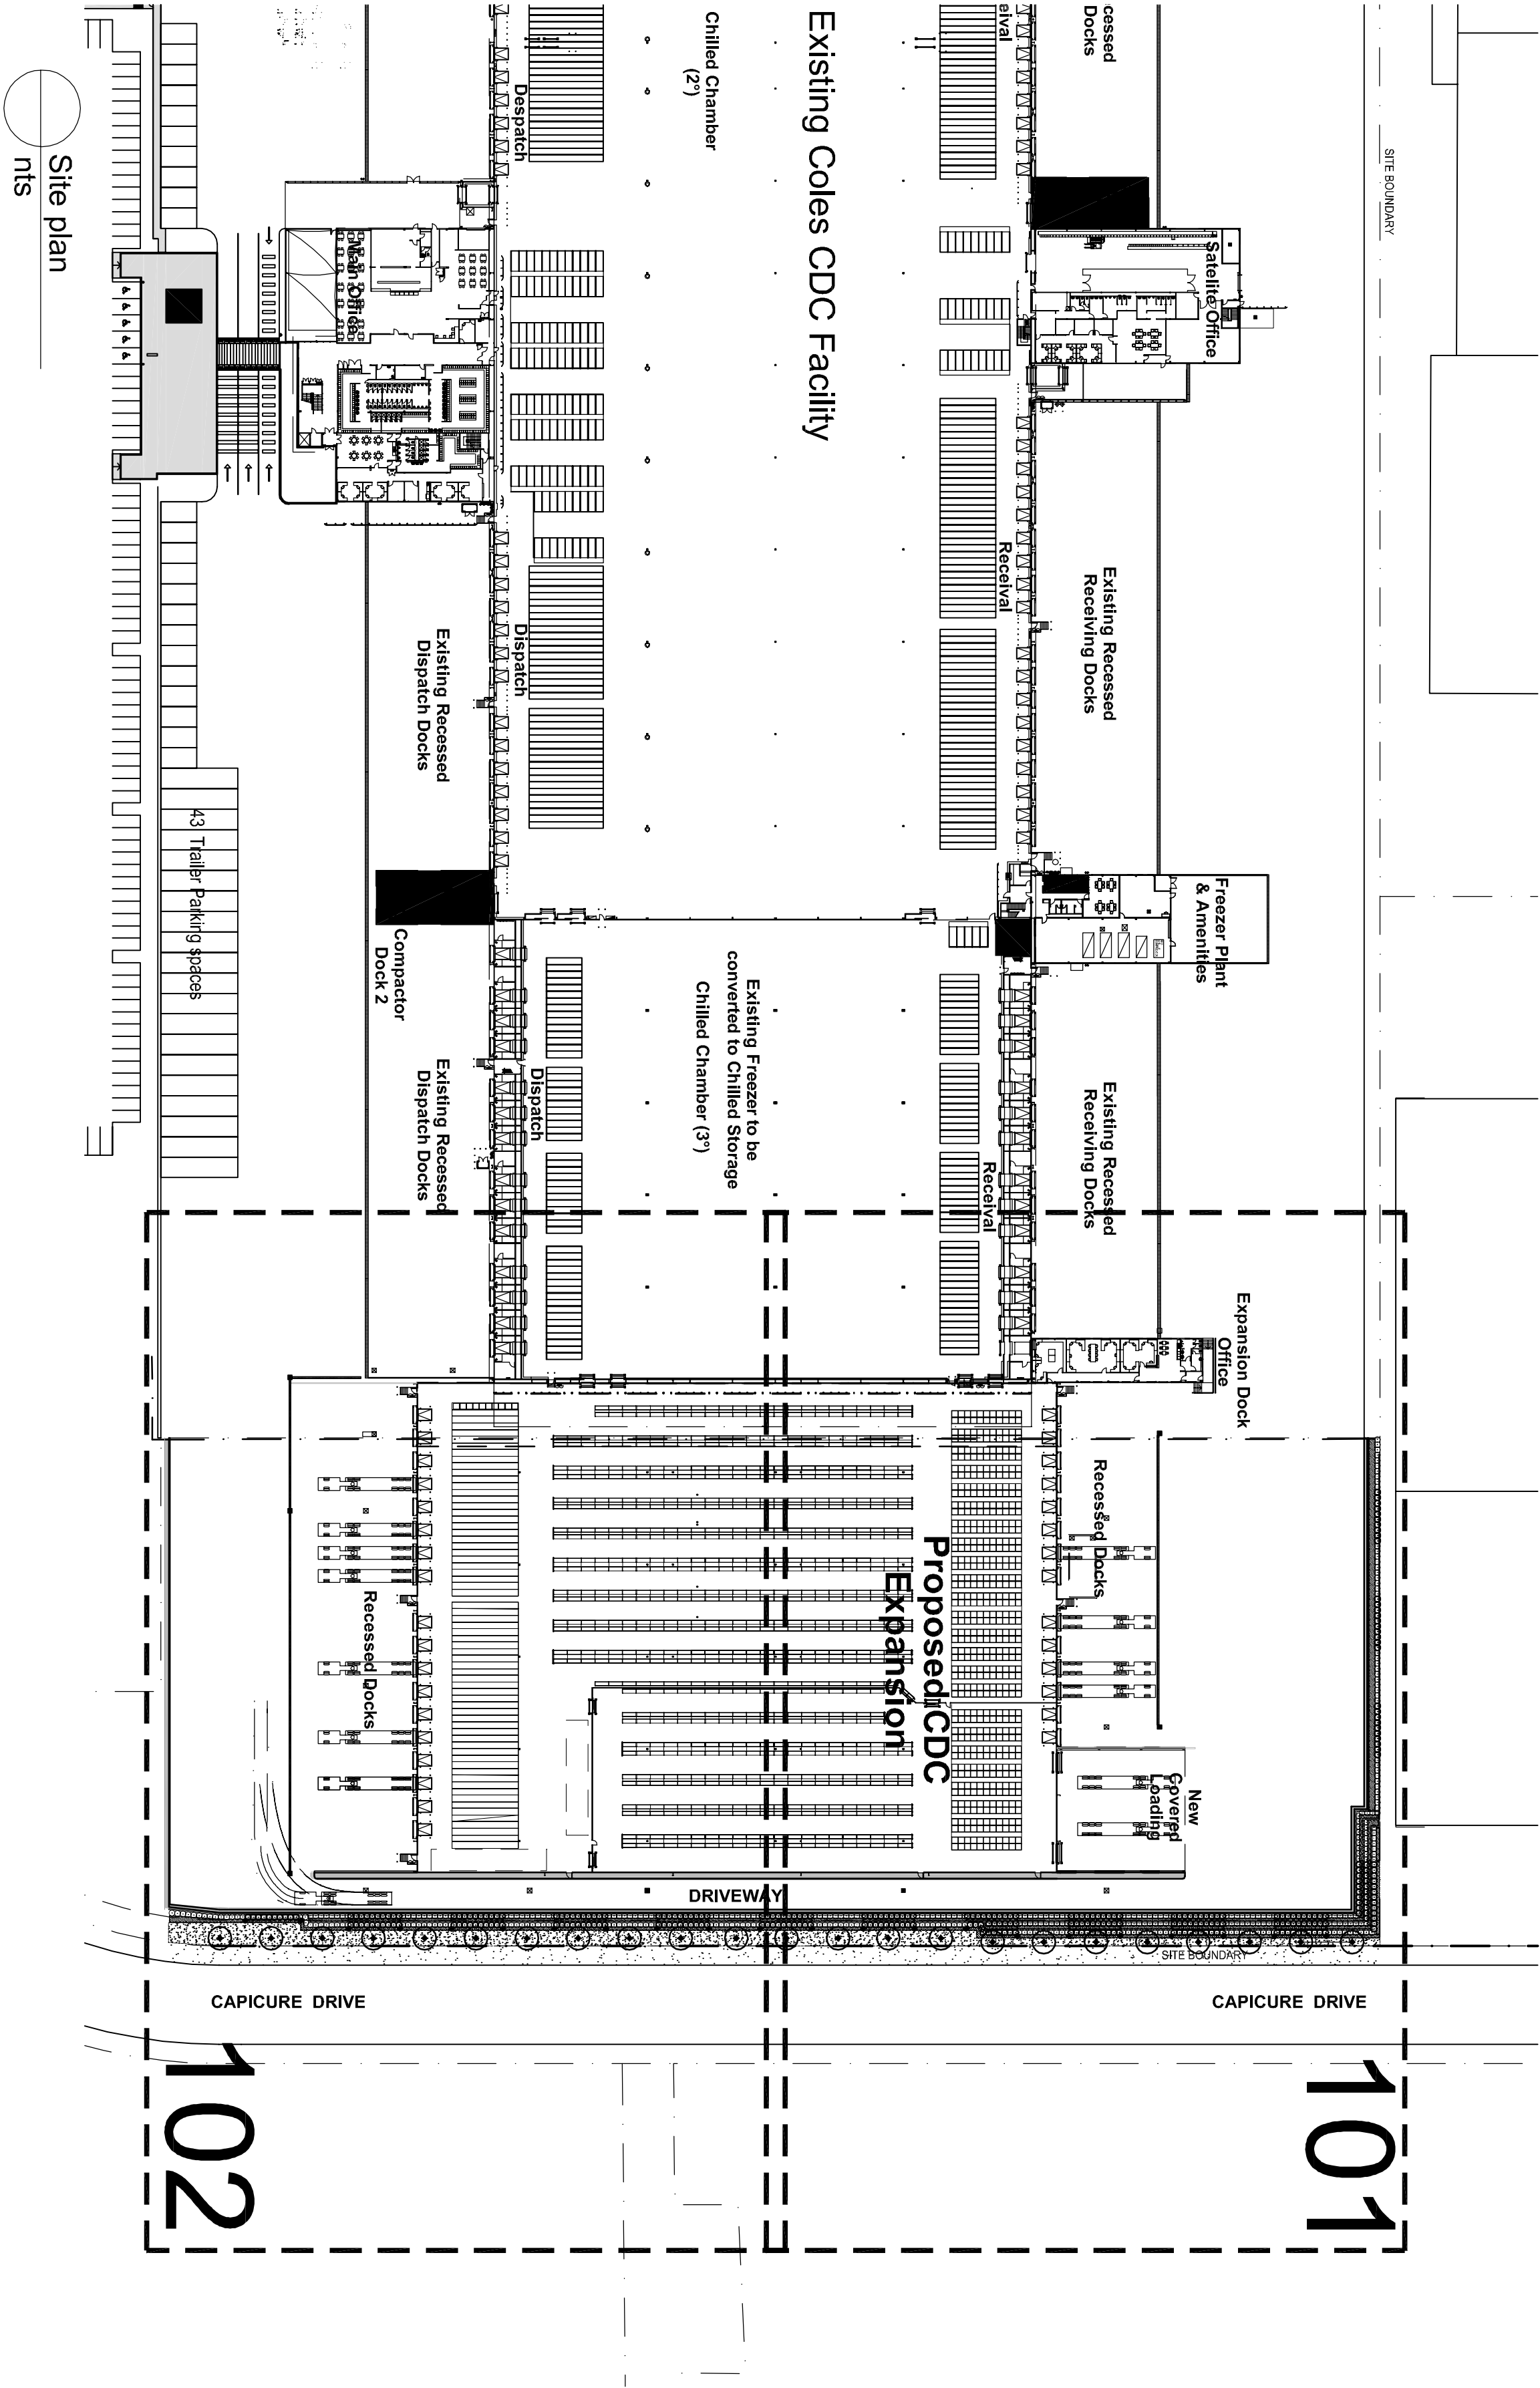 Existing Coles CDC Facility
Chilled Chamber
(2°)
Despatch
eival
cessed
Docks
SITE BOUNDARY
Satelite Office
Main Office
Site plan
nts
Receival
Existing Recessed
Receiving Docks
Dispatch
Existing Recessed
Dispatch Docks
43 Trailer Parking spaces
Compactor
Dock 2
Freezer Plant
& Amenities
Existing Freezer to be
converted to Chilled Storage
Chilled Chamber (3°)
Dispatch
Existing Recessed
Dispatch Docks
Receival
Existing Recessed
Receiving Docks
Expansion Dock
Office
Recessed Docks
Proposed CDC
Expansion
Recessed Docks
New
Covered
Loading
DRIVEWAY
SITE BOUNDARY
CAPICURE DRIVE
CAPICURE DRIVE
102
101